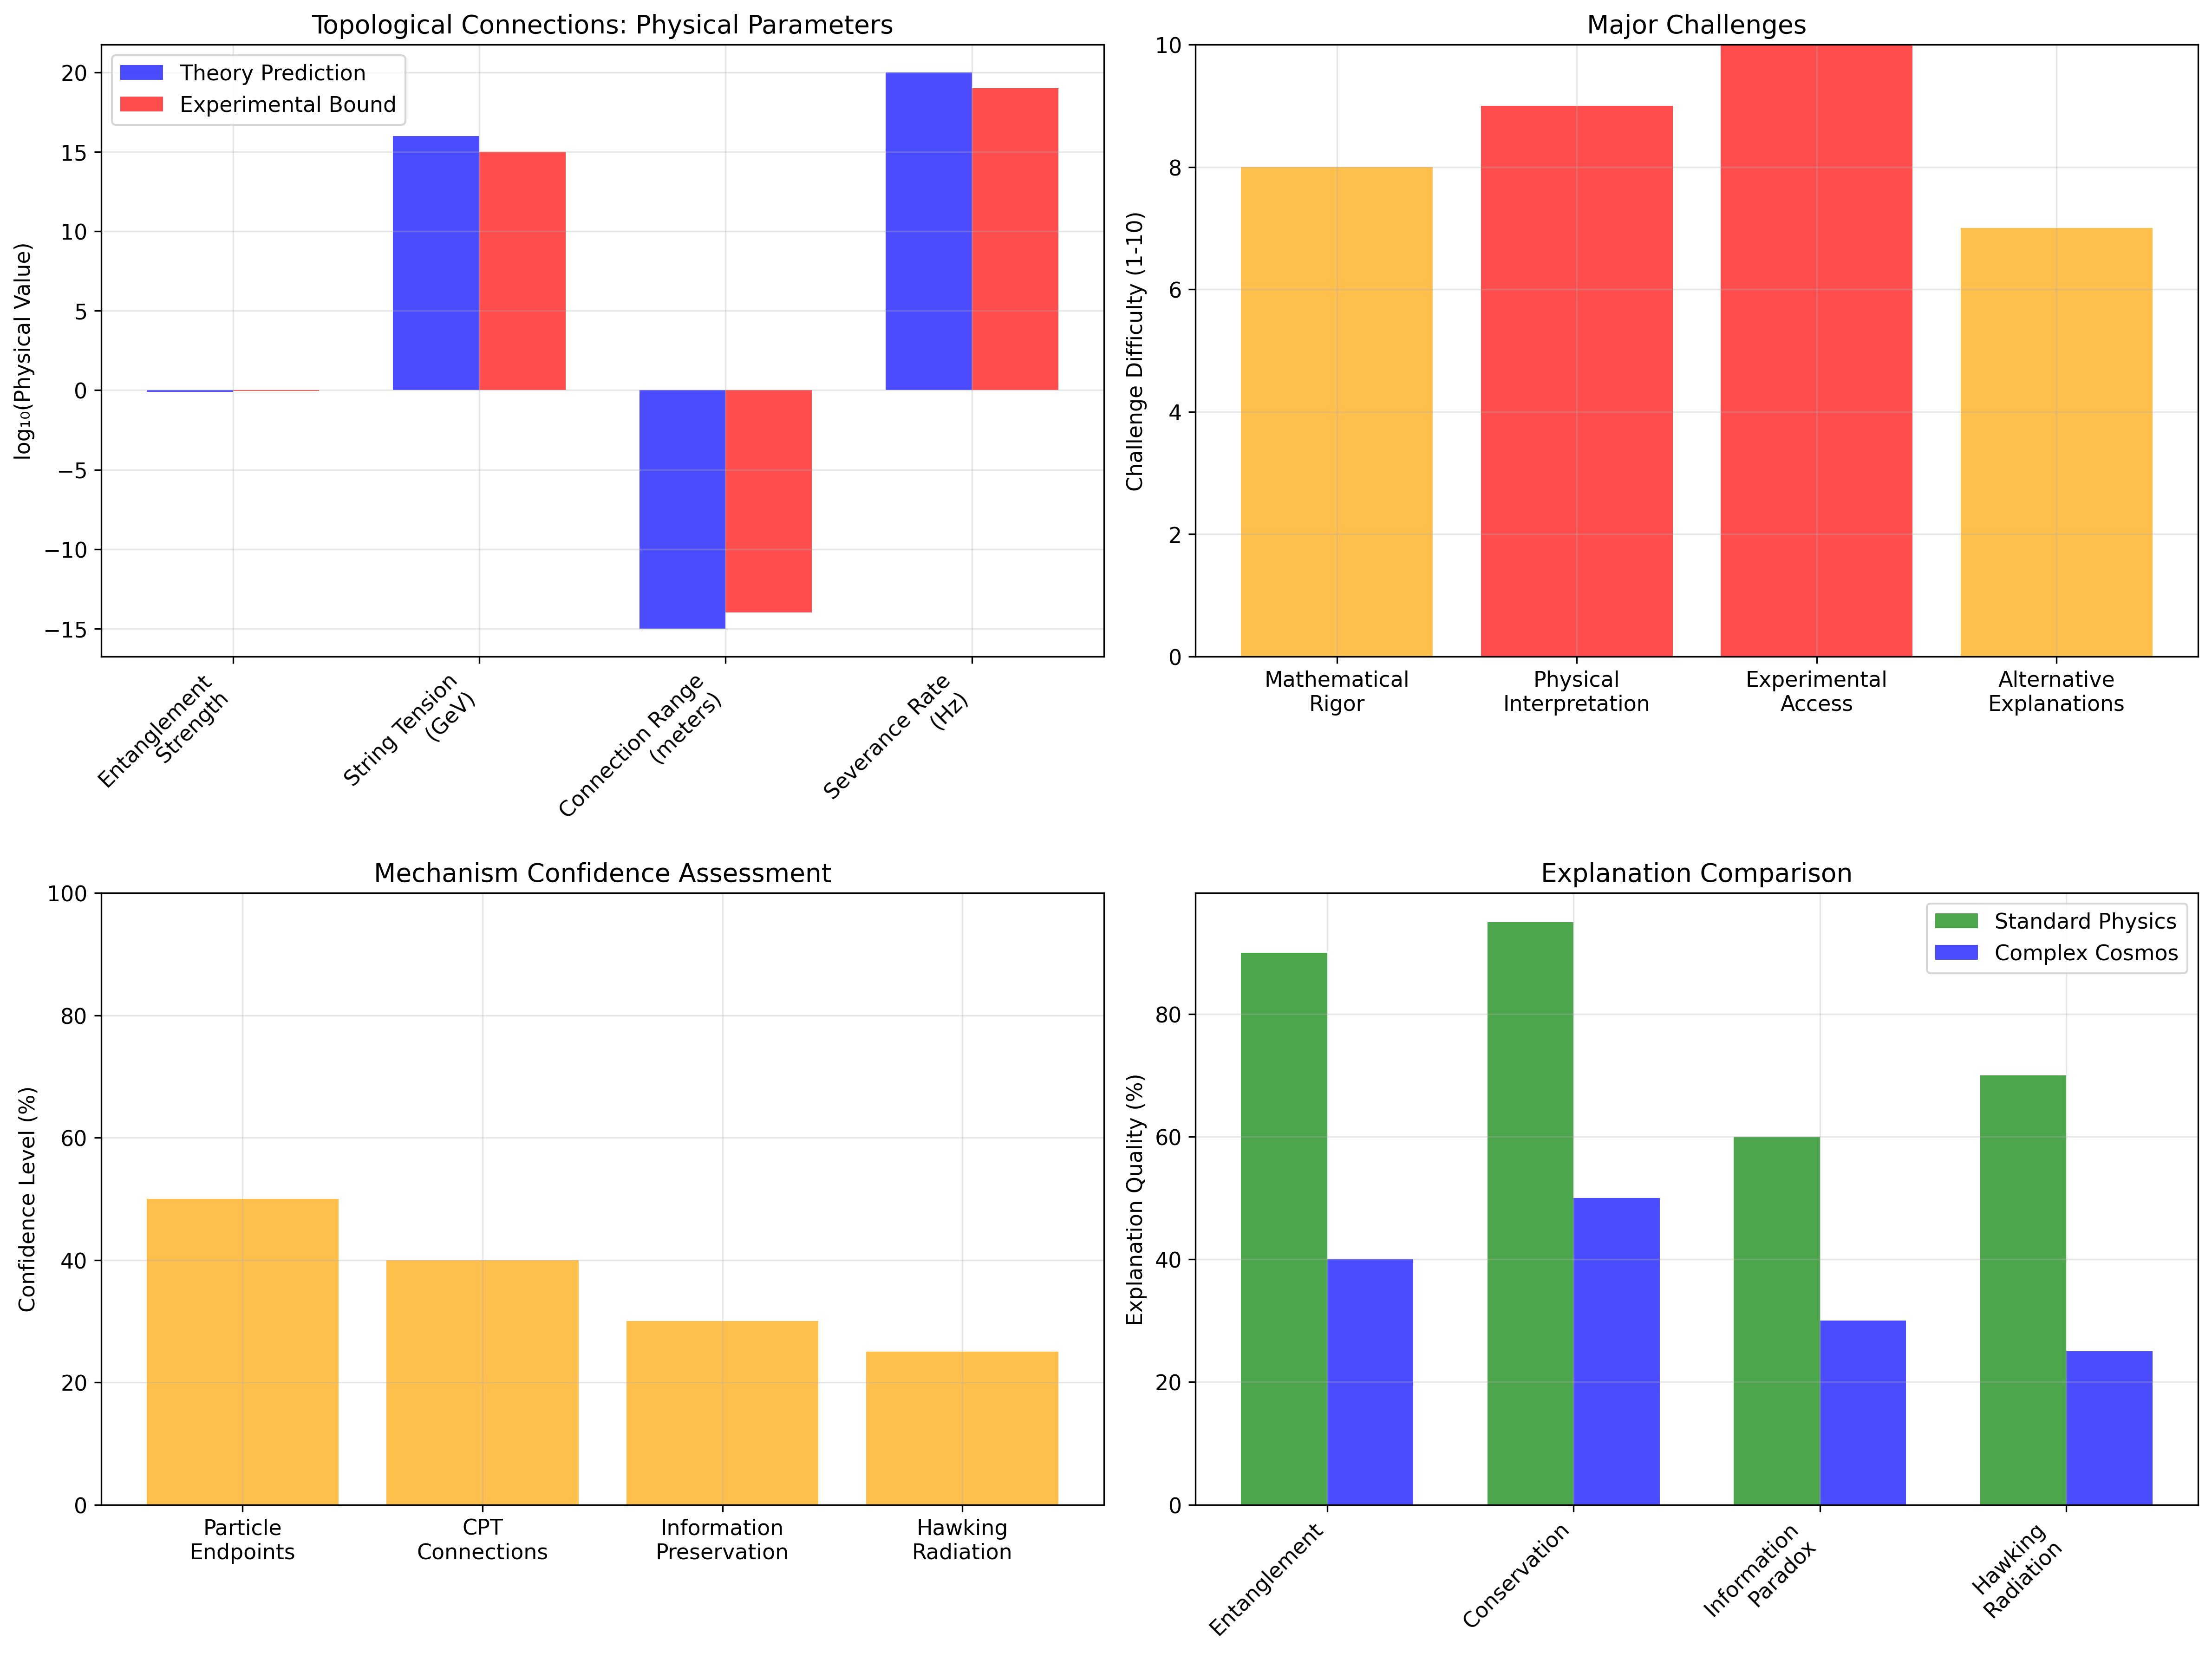 Topological Connections: Physical Parameters
Theory Prediction
Experimental Bound
log₁₀(Physical Value)
20
15
10
5
0
−5
−10
−15
Entanglement
Strength
String Tension
(GeV)
Connection Range
(meters)
Severance Rate
(Hz)
Major Challenges
Challenge Difficulty (1-10)
10
8
6
4
2
0
Mathematical
Rigor
Physical
Interpretation
Experimental
Access
Alternative
Explanations
Mechanism Confidence Assessment
Confidence Level (%)
100
80
60
40
20
0
Particle
Endpoints
CPT
Connections
Information
Preservation
Hawking
Radiation
Explanation Comparison
Standard Physics
Complex Cosmos
Explanation Quality (%)
80
60
40
20
0
Entanglement
Conservation
Information
Paradox
Hawking
Radiation